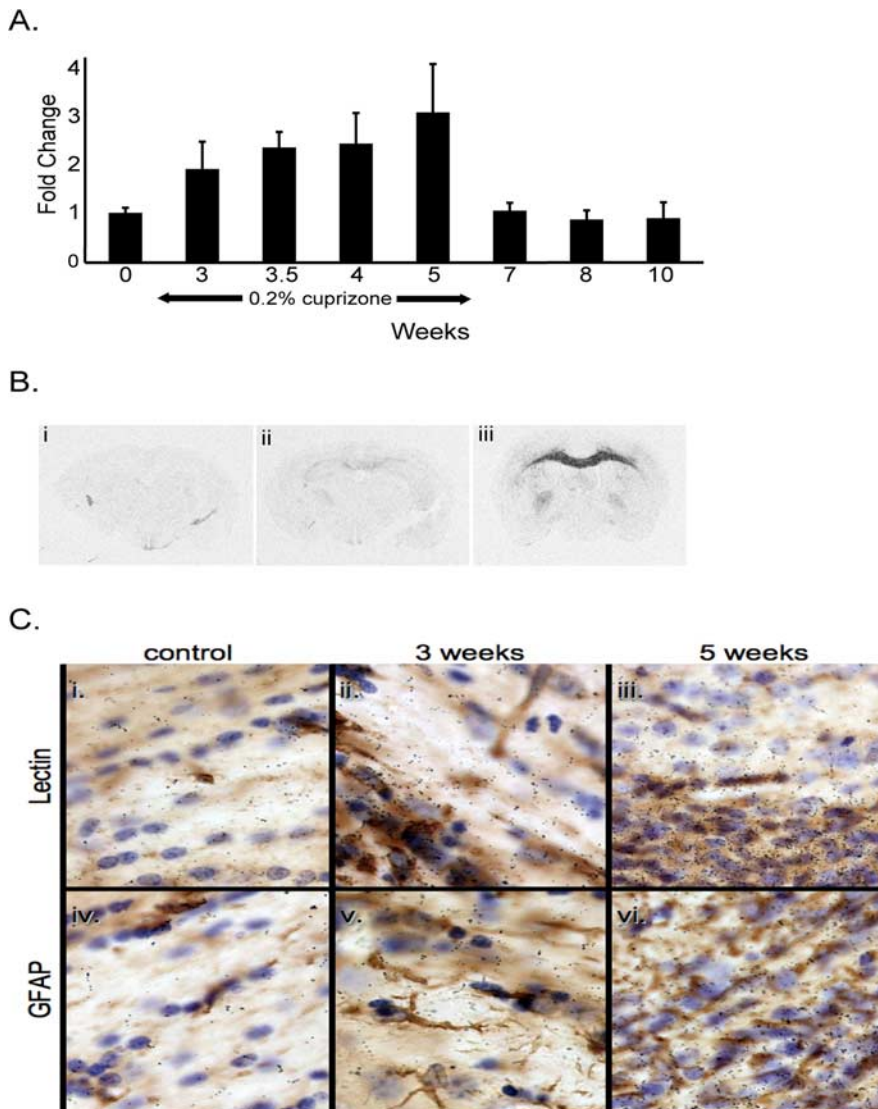 A.
4
3
2
1
0
Fold Change
0 3 3.5 4 5 7 8 10
0.2% cuprizone
Weeks
B.
i ii iii
C.
control 3 weeks 5 weeks
Lectin
i. ii. iii.
GFAP
iv. v. vi.